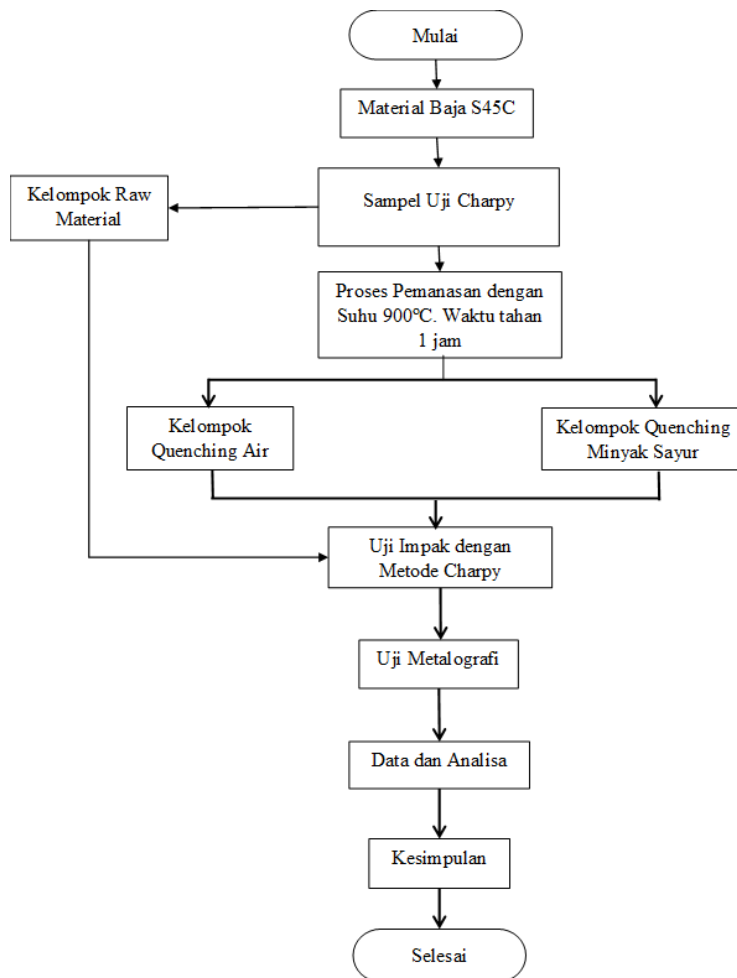 Mulai
Material Baja S45C
Kelompok Raw
Material
Sampel Uji Charpy
Proses Pemanasan dengan
Suhu 900°C. Waktu tahan
1 jam
Kelompok
Quenching Air
Kelompok Quenching
Minyak Sayur
Uji Impak dengan
Metode Charpy
Uji Metalografi
Data dan Analisa
Kesimpulan
Selesai